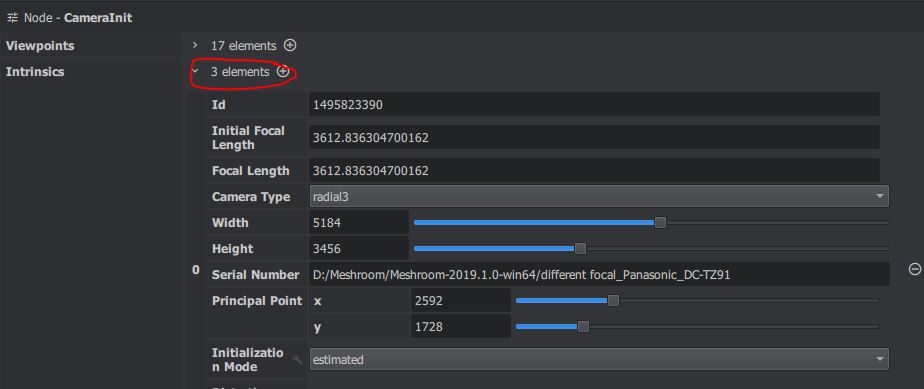 Node - CameraInit
Viewpoints
17 elements
Intrinsics
3 elements
Id
1495823390
Initial Focal
Length
3612.836304700162
Focal Length
3612.836304700162
Camera Type
radial3
Width
5184
Height
3456
0
Serial Number
D:/Meshroom/Meshroom-2019.1.0-win64/different focal_Panasonic_DC-TZ91
Principal Point
x
2592
y
1728
Initializatio
n Mode
estimated